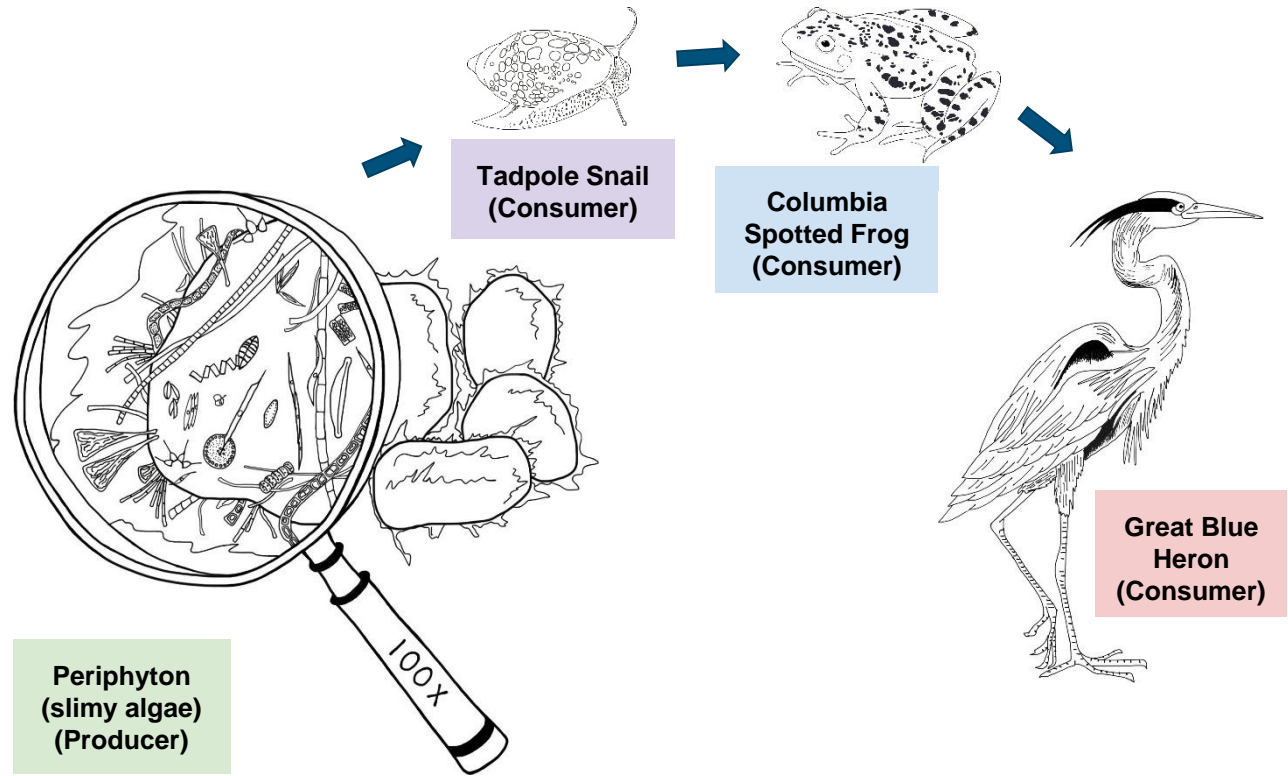 Tadpole Snail
(Consumer)
Columbia
Spotted Frog
(Consumer)
Great Blue
Heron
(Consumer)
100X
Periphyton
(slimy algae)
(Producer)